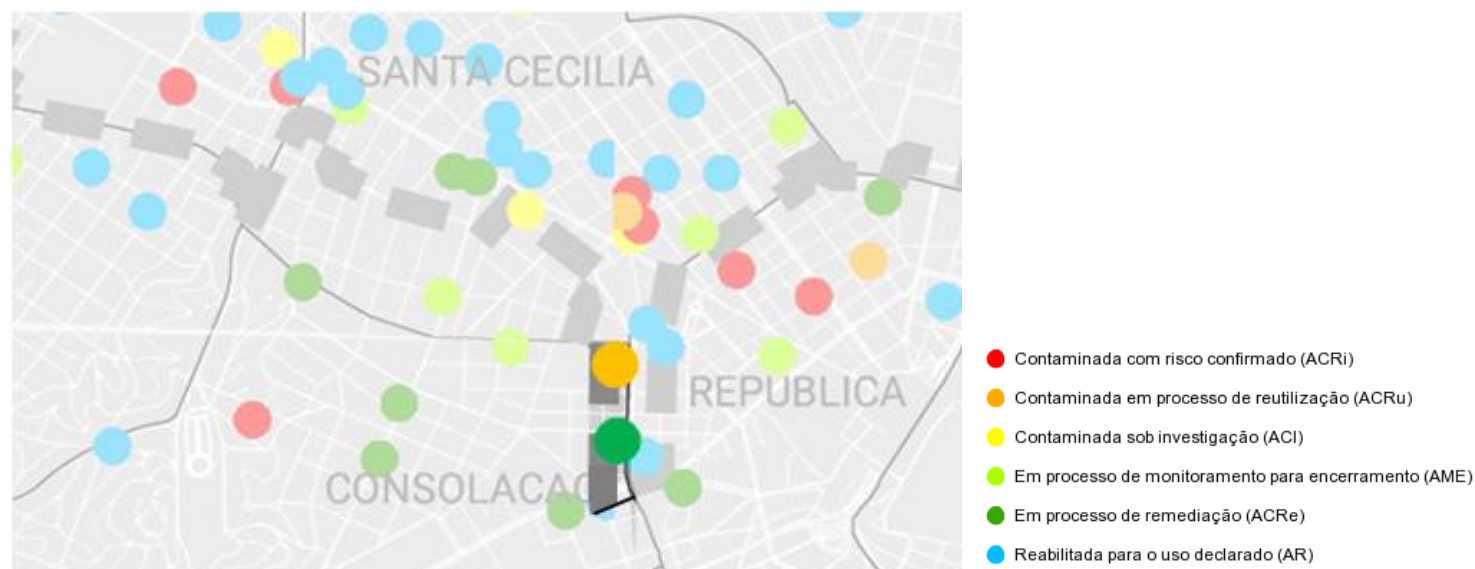 SANTA CECILIA
REPUBLICA
CONSOLACAO
Contaminada com risco confirmado (ACRi)
Contaminada em processo de reutilização (ACRu)
Contaminada sob investigação (ACI)
Em processo de monitoramento para encerramento (AME)
Em processo de remediação (ACRe)
Reabilitada para o uso declarado (AR)